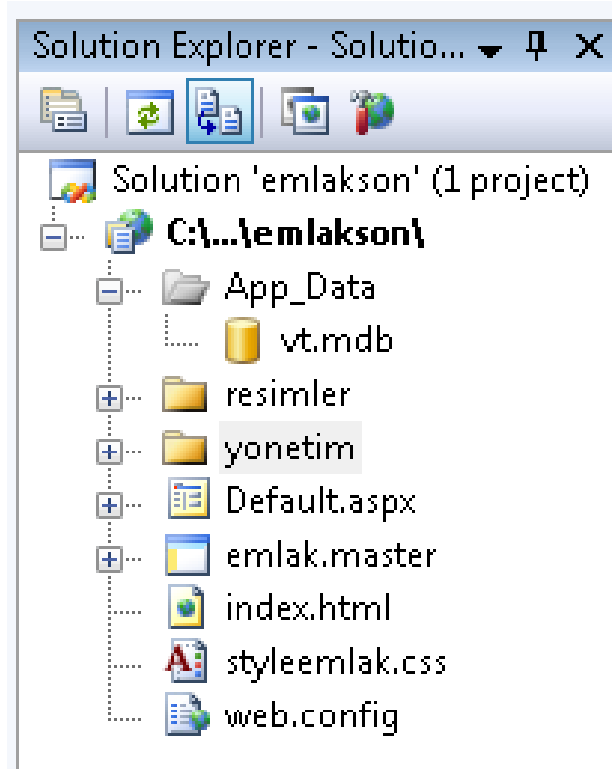 Solution Explorer - Solutio...
Solution 'emlakson' (1 project)
C:\...\emlakson\
App_Data
vt.mdb
resimler
yonetim
Default.aspx
emlak.master
index.html
styleemlak.css
web.config